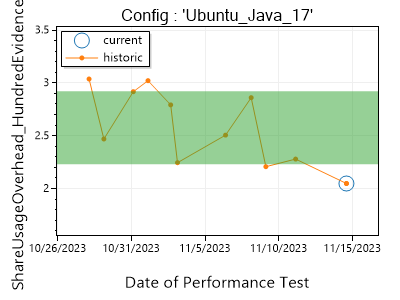 Config : 'Ubuntu_Java_17'
ShareUsageOverhead_HundredEvidence
3.5
3
2.5
2
current
historic
10/26/2023 10/31/2023 11/5/2023 11/10/2023 11/15/2023
Date of Performance Test